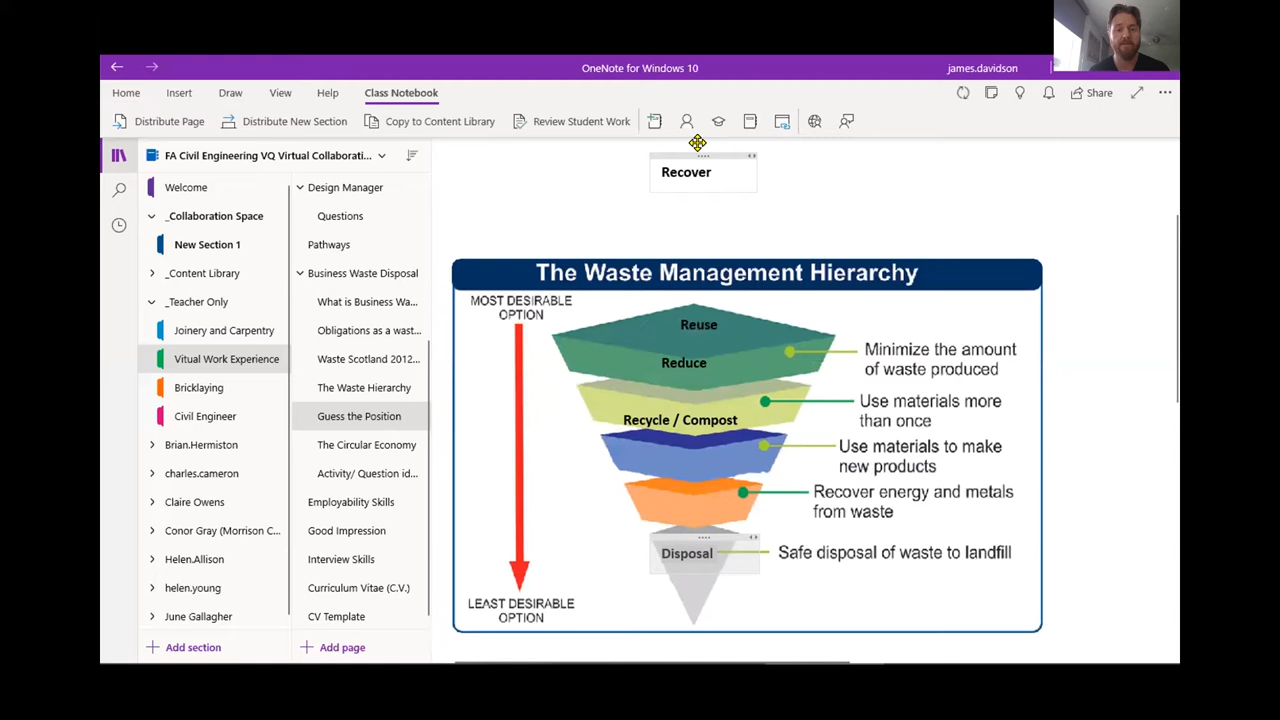 OneNote for Windows 10
james.davidson
Home
Insert
Draw
View
Help
Class Notebook
Share
Distribute Page
Distribute New Section
Copy to Content Library
Review Student Work
FA Civil Engineering VQ Virtual Collaborati...
Welcome
_Collaboration Space
New Section 1
_Content Library
_Teacher Only
Joinery and Carpentry
Vitual Work Experience
Bricklaying
Civil Engineer
Brian.Hermiston
charles.cameron
Claire Owens
Conor Gray (Morrison C...
Helen.Allison
helen.young
June Gallagher
Add section
Design Manager
Questions
Pathways
Business Waste Disposal
What is Business Wa...
Obligations as a wast...
Waste Scotland 2012...
The Waste Hierarchy
Guess the Position
The Circular Economy
Activity/ Question id...
Employability Skills
Good Impression
Interview Skills
Curriculum Vitae (C.V.)
CV Template
Add page
Recover
The Waste Management Hierarchy
MOST DESIRABLE
OPTION
Reuse
Reduce
Minimize the amount
of waste produced
Use materials more
than once
Recycle / Compost
Use materials to make
new products
Recover energy and metals
from waste
Disposal
Safe disposal of waste to landfill
LEAST DESIRABLE
OPTION